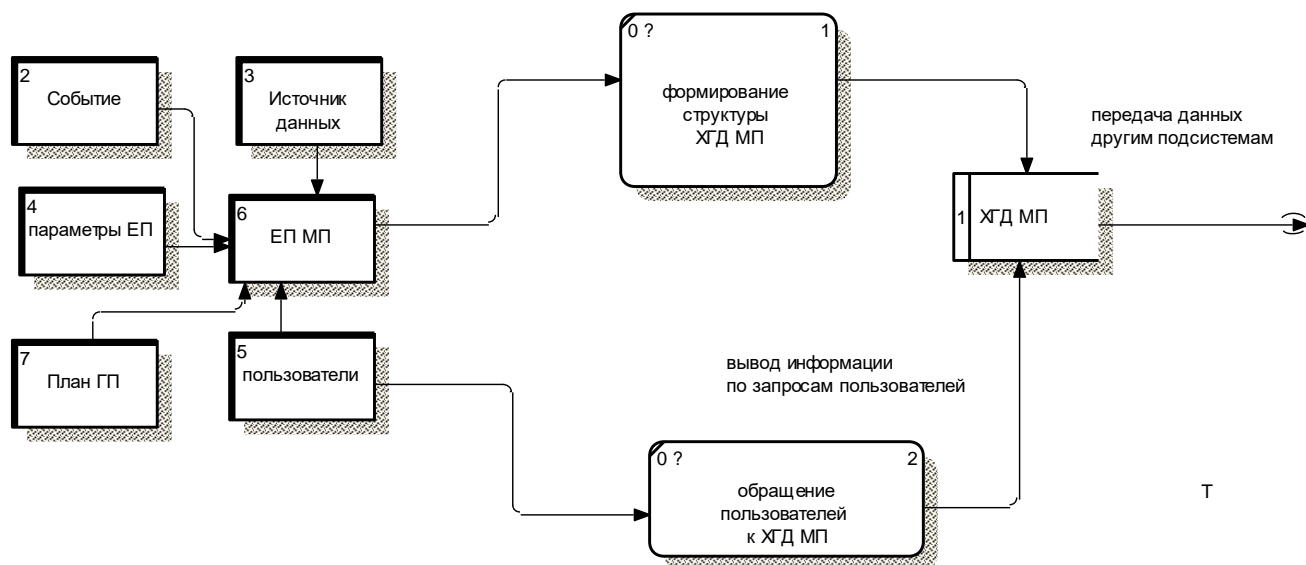 0 ? 1
формирование
структуры
ХГД МП
2
Событие
3
Источник
данных
передача данных
другим подсистемам
4
параметры ЕП
6
ЕП МП
1 ХГД МП
7
План ГП
5
пользователи
вывод информации
по запросам пользователей
0 ? 2
обращение
пользователей
к ХГД МП
Т